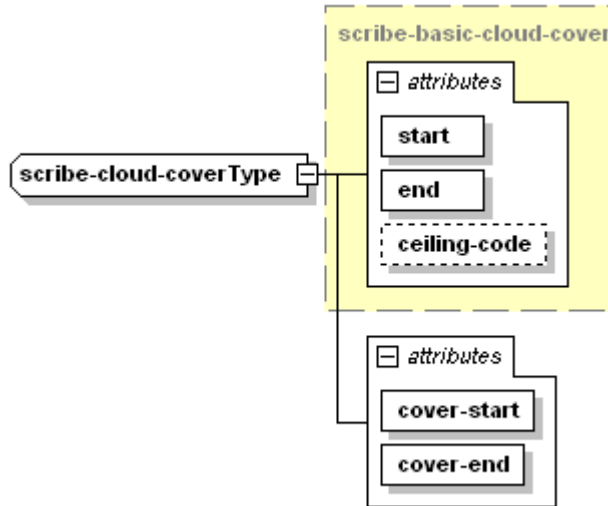 scribe-basic-cloud-cover
attributes
start
scribe-cloud-coverType
end
ceiling-code
attributes
cover-start
cover-end